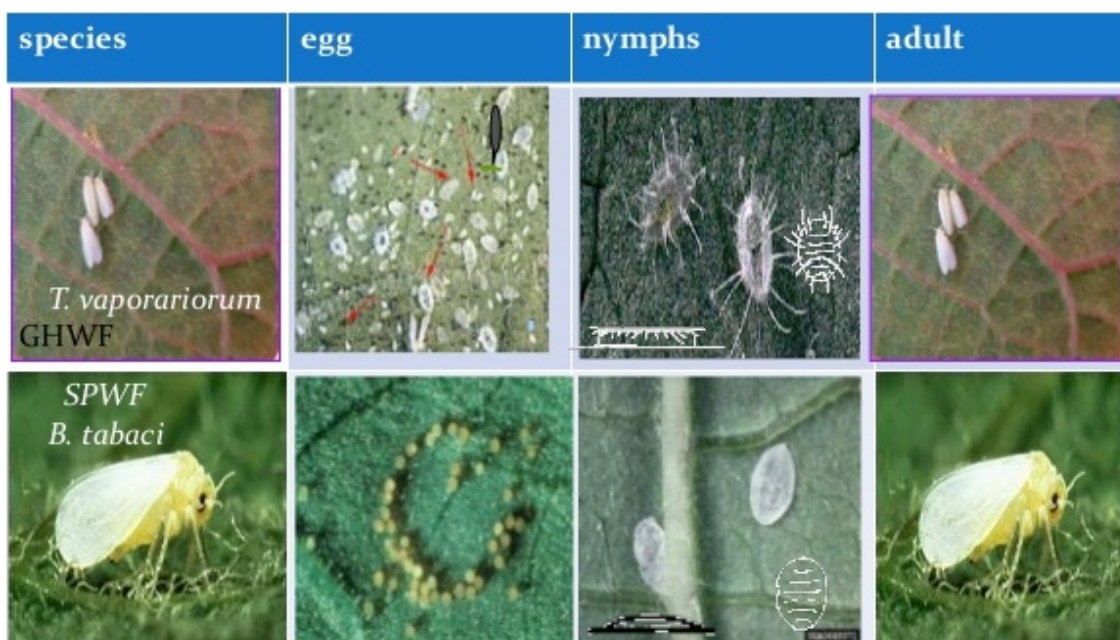 species
egg
nymphs
adult
T. vaporariorum
GHWF
SPWF
B. tabaci